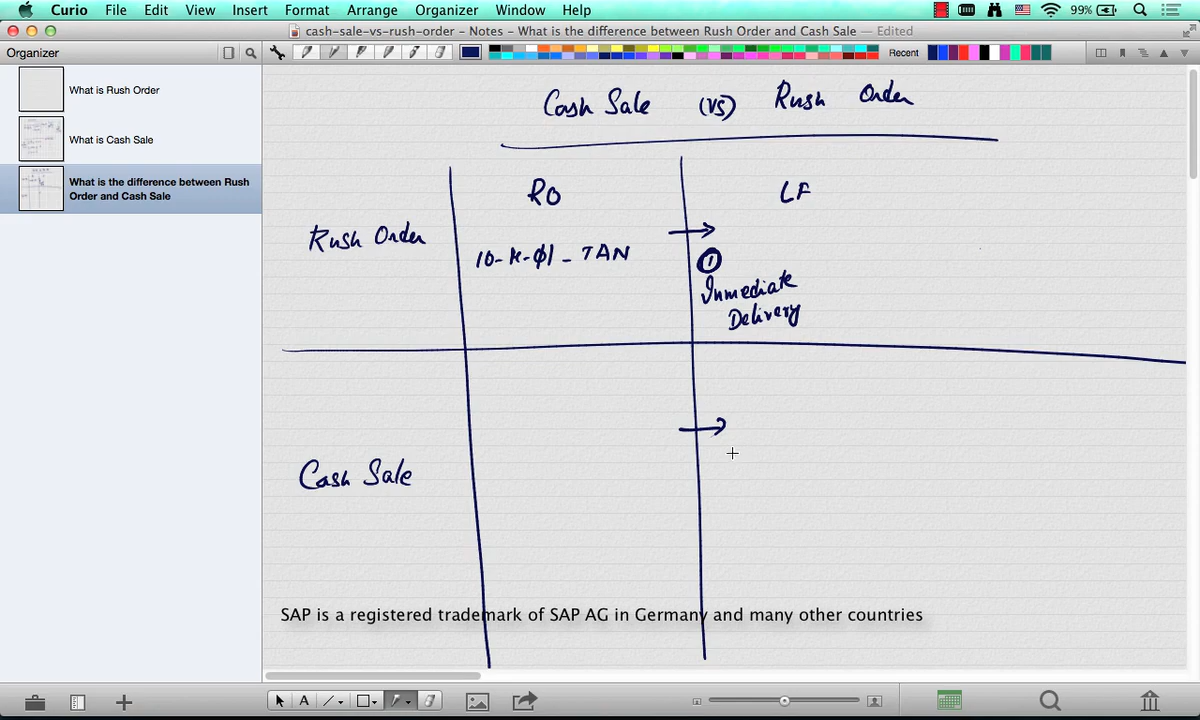 Curio File Edit View Insert Format Arrange Organizer Window Help 99%
cash-sale-vs-rush-order – Notes – What is the difference between Rush Order and Cash Sale — Edited
Organizer
Recent
What is Rush Order
What is Cash Sale
What is the difference between Rush
Order and Cash Sale
Cash Sale (VS) Rush Order
RO LF
Rush Order
10-K-01-TAN
1
Immediate
Delivery
Cash Sale
SAP is a registered trademark of SAP AG in Germany and many other countries
A